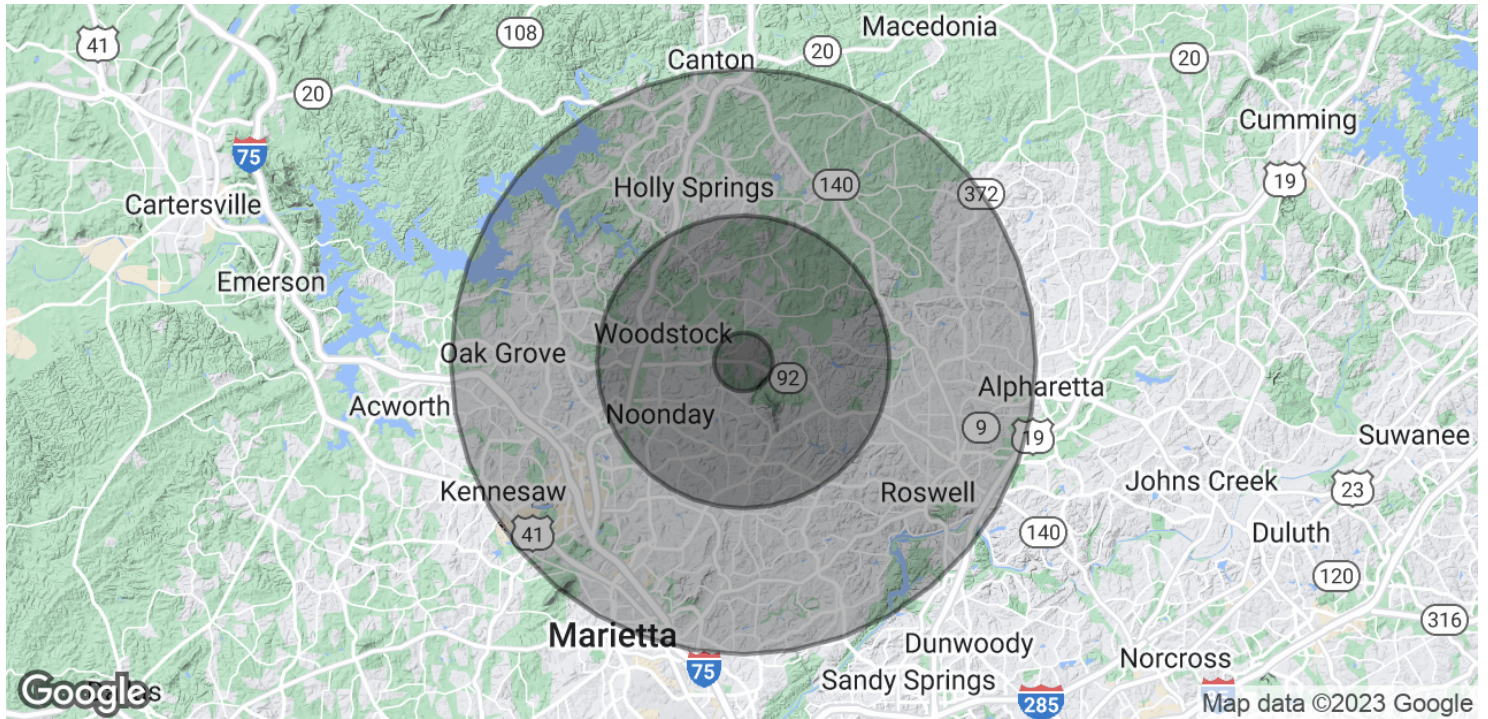 108
Macedonia
41
Canton
20
20
20
Cumming
75
19
Holly Springs
140
372
Cartersville
Emerson
Woodstock
Oak Grove
92
Alpharetta
Acworth
Noonday
9
19
Suwanee
Kennesaw
Roswell
Johns Creek
23
41
140
Duluth
120
316
Marietta
Dunwoody
75
Norcross
Sandy Springs
Google
285
Map data ©2023 Google